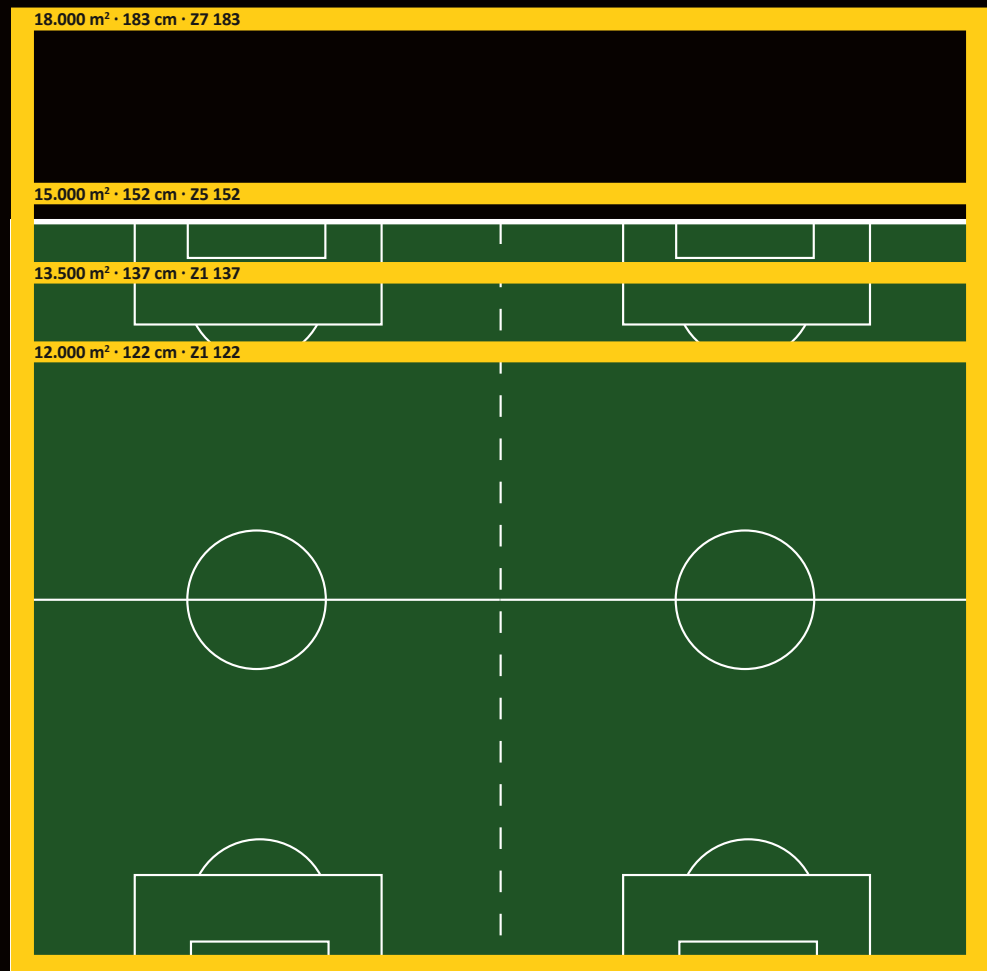 18.000 m² · 183 cm · Z7 183
15.000 m² · 152 cm · Z5 152
13.500 m² · 137 cm · Z1 137
12.000 m² · 122 cm · Z1 122